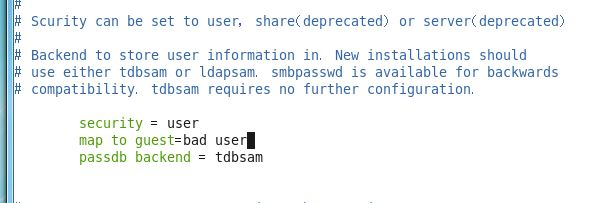 #
# Scurity can be set to user, share(deprecated) or server(deprecated)
#
# Backend to store user information in. New installations should
# use either tdbsam or ldapsam. smbpasswd is available for backwards
# compatibility. tdbsam requires no further configuration.
security = user
map to guest=bad user
passdb backend = tdbsam